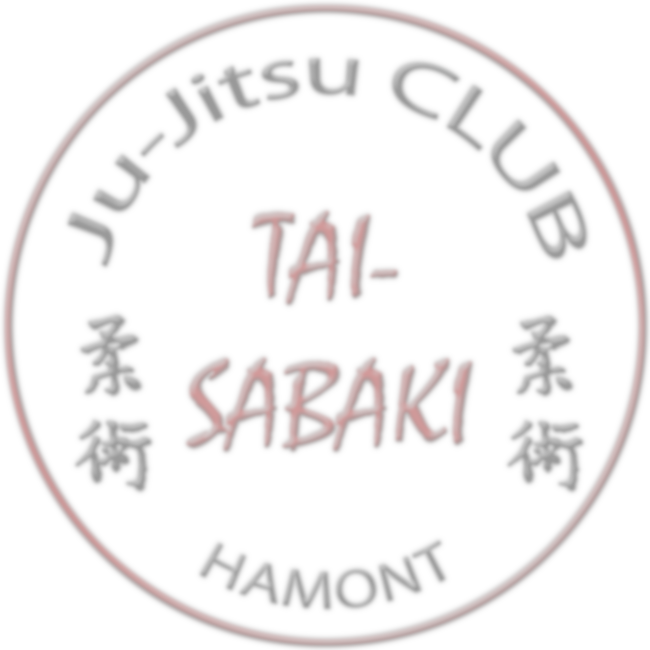 Ju-Jitsu CLUB
TAI-
SABAKI
柔術
柔術
HAMONT